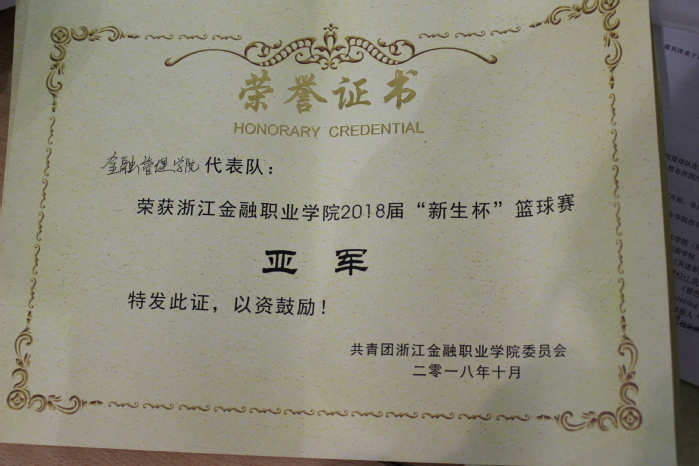 荣誉证书
HONORARY CREDENTIAL
金融管理学院代表队：
荣获浙江金融职业学院2018届“新生杯”篮球赛
亚军
特发此证，以资鼓励！
共青团浙江金融职业学院委员会
二零一八年十月